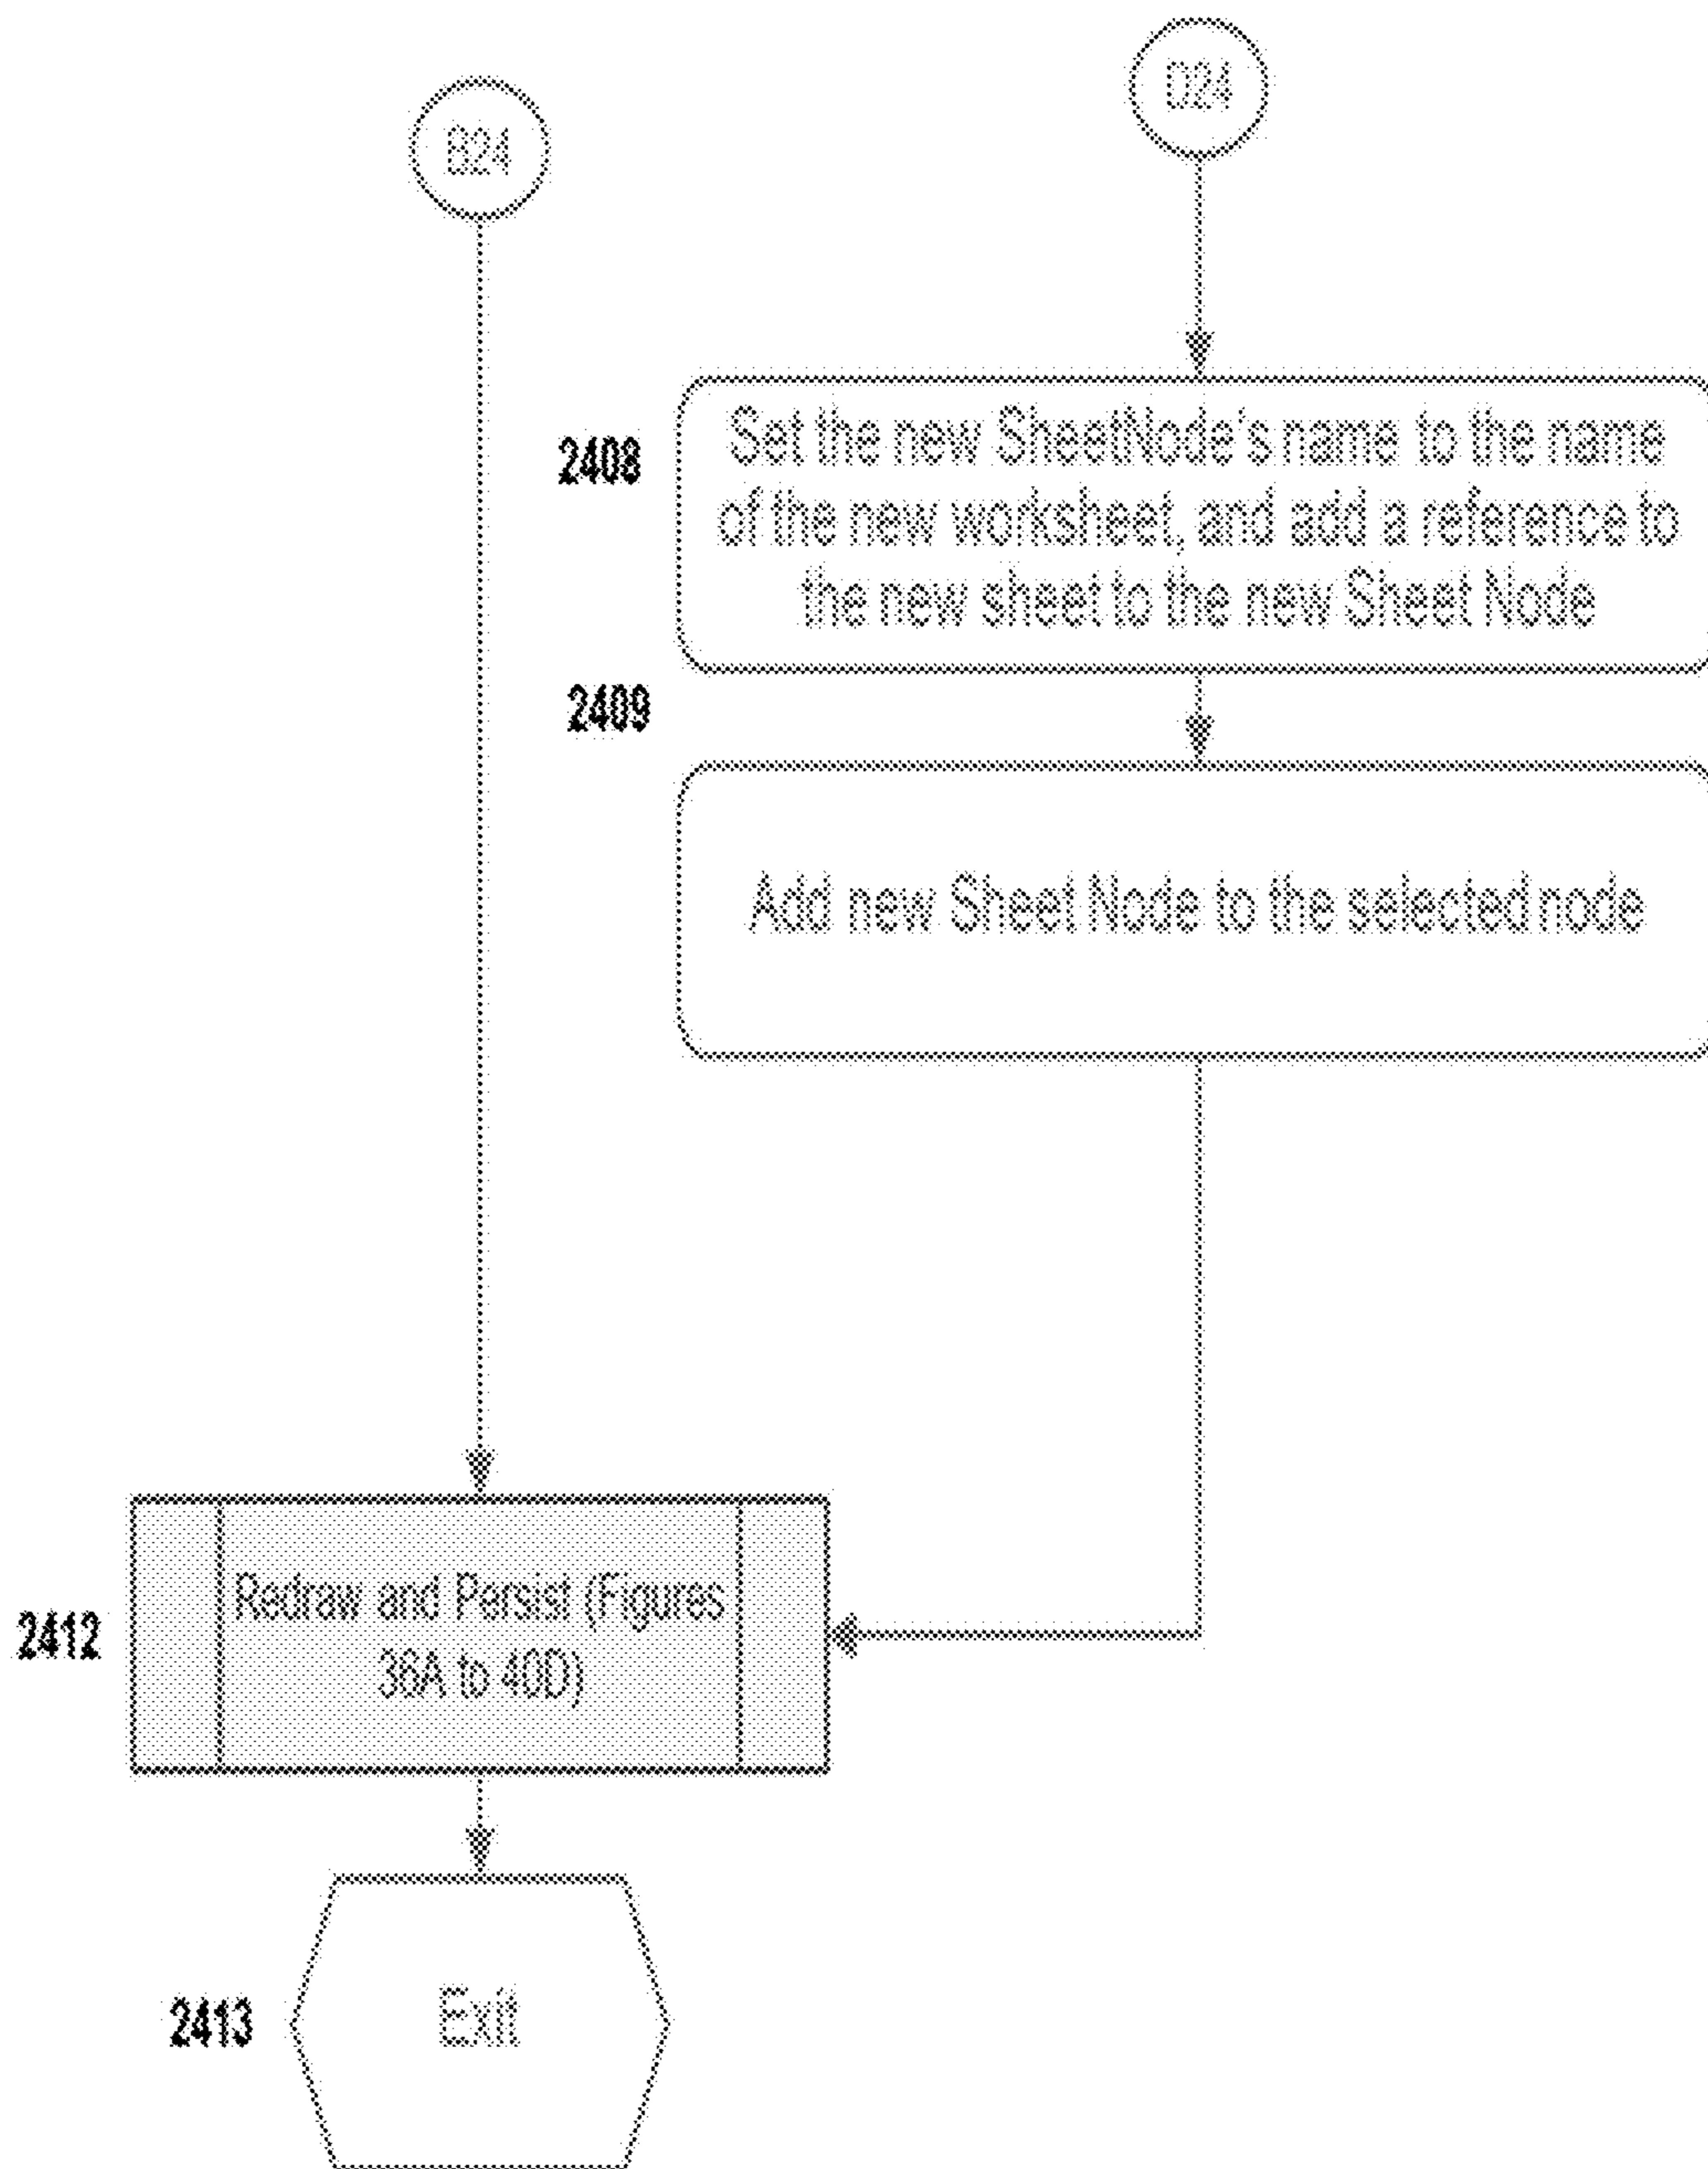 D24
B24
2408
Set the new SheetNode's name to the name
of the new worksheet, and add a reference to
the new sheet to the new Sheet Node
2409
Add new Sheet Node to the selected node
2412
Redraw and Persist (Figures
36A to 40D)
2413
Exit